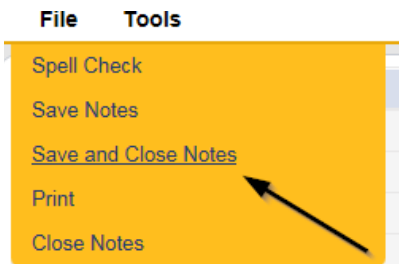 File Tools
Spell Check
Save Notes
Save and Close Notes
Print
Close Notes